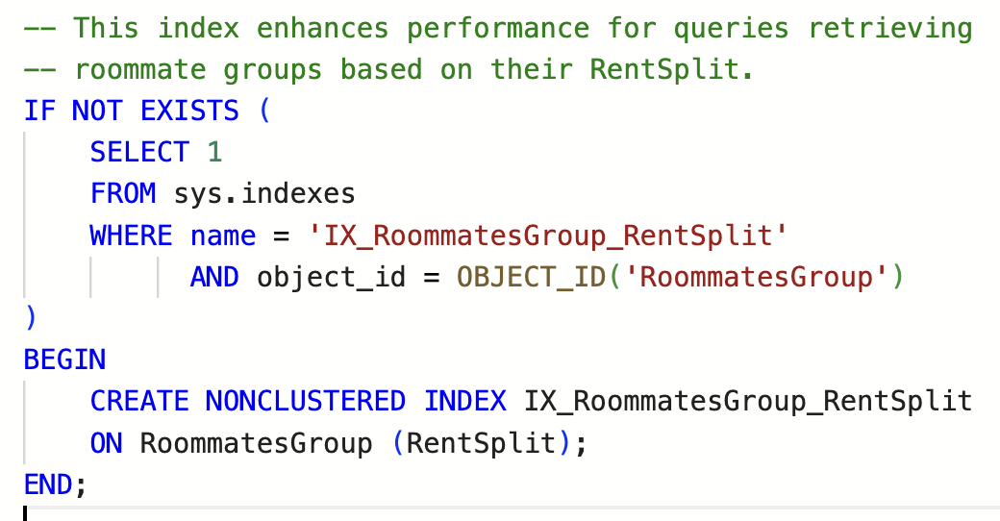 -- This index enhances performance for queries retrieving
-- roommate groups based on their RentSplit.
IF NOT EXISTS (
    SELECT 1
    FROM sys.indexes
    WHERE name = 'IX_RoommatesGroup_RentSplit'
          AND object_id = OBJECT_ID('RoommatesGroup')
)
BEGIN
    CREATE NONCLUSTERED INDEX IX_RoommatesGroup_RentSplit
    ON RoommatesGroup (RentSplit);
END;